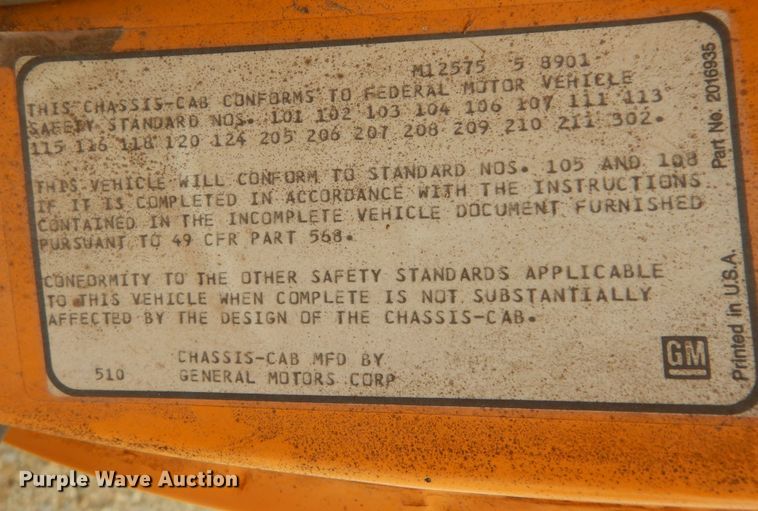 M12575 5 8901
THIS CHASSIS-CAB CONFORMS TO FEDERAL MOTOR VEHICLE
SAFETY STANDARD NOS. 101 102 103 104 106 107 111 113
115 116 118 120 124 205 206 207 208 209 210 211 302.
THIS VEHICLE WILL CONFORM TO STANDARD NOS. 105 AND 108
IF IT IS COMPLETED IN ACCORDANCE WITH THE INSTRUCTIONS
CONTAINED IN THE INCOMPLETE VEHICLE DOCUMENT FURNISHED
PURSUANT TO 49 CFR PART 568.
CONFORMITY TO THE OTHER SAFETY STANDARDS APPLICABLE
TO THIS VEHICLE WHEN COMPLETE IS NOT SUBSTANTIALLY
AFFECTED BY THE DESIGN OF THE CHASSIS-CAB.
CHASSIS-CAB MFD BY
510 GENERAL MOTORS CORP
GM
Part No. 2016935
Printed in U.S.A.
Purple Wave Auction